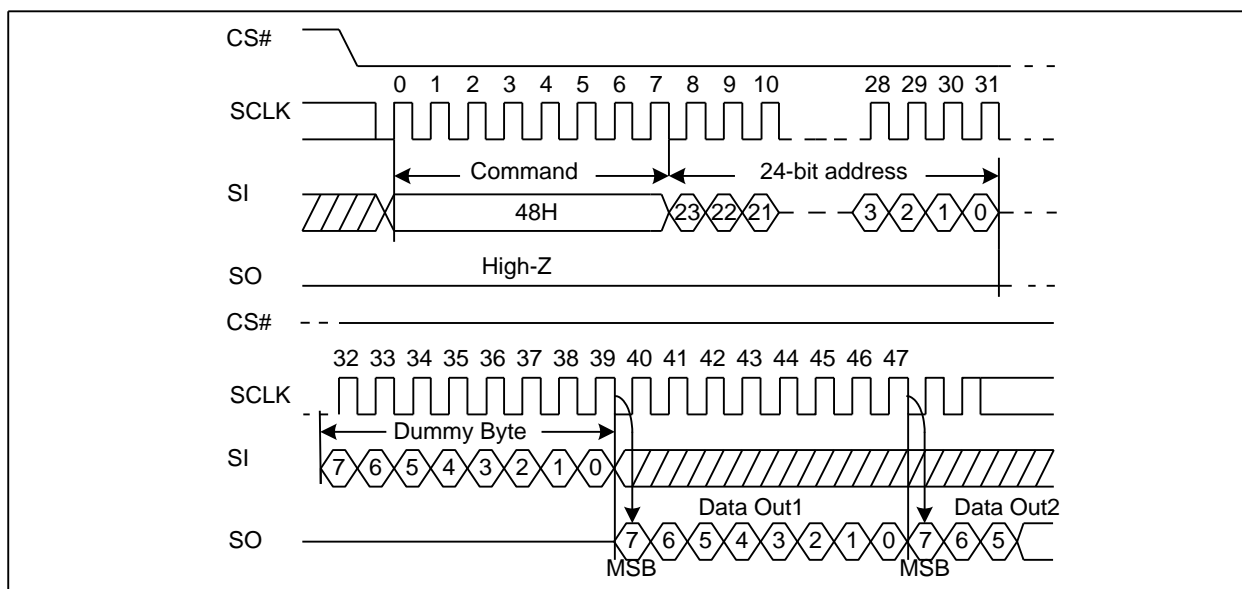 CS#
0 1 2 3 4 5 6 7 8 9 10 28 29 30 31
SCLK
Command 24-bit address
SI
48H 23 22 21 3 2 1 0
High-Z
SO
CS#
32 33 34 35 36 37 38 39 40 41 42 43 44 45 46 47
SCLK
Dummy Byte
SI
7 6 5 4 3 2 1 0
Data Out1 Data Out2
SO
7 6 5 4 3 2 1 0 7 6 5
MSB MSB